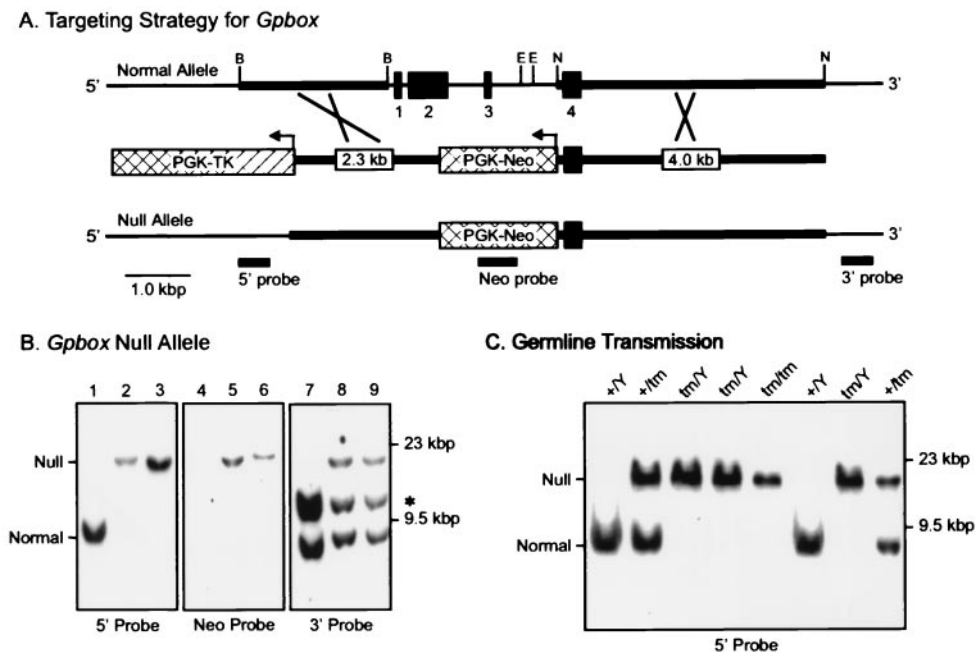 A. Targeting Strategy for Gpbox
B B E E N N
5' Normal Allele 3'
1 2 3 4
PGK-TK 2.3 kb PGK-Neo 4.0 kb
Null Allele
5' PGK-Neo 3'
1.0 kbp 5' probe Neo probe 3' probe
B. Gpbox Null Allele
1 2 3 4 5 6 7 8 9
23 kbp
Null
*
9.5 kbp
Normal
5' Probe Neo Probe 3' Probe
C. Germline Transmission
+/Y +/tm tm/Y tm/Y tm/tm +/Y tm/Y +/tm
23 kbp
Null
9.5 kbp
Normal
5' Probe